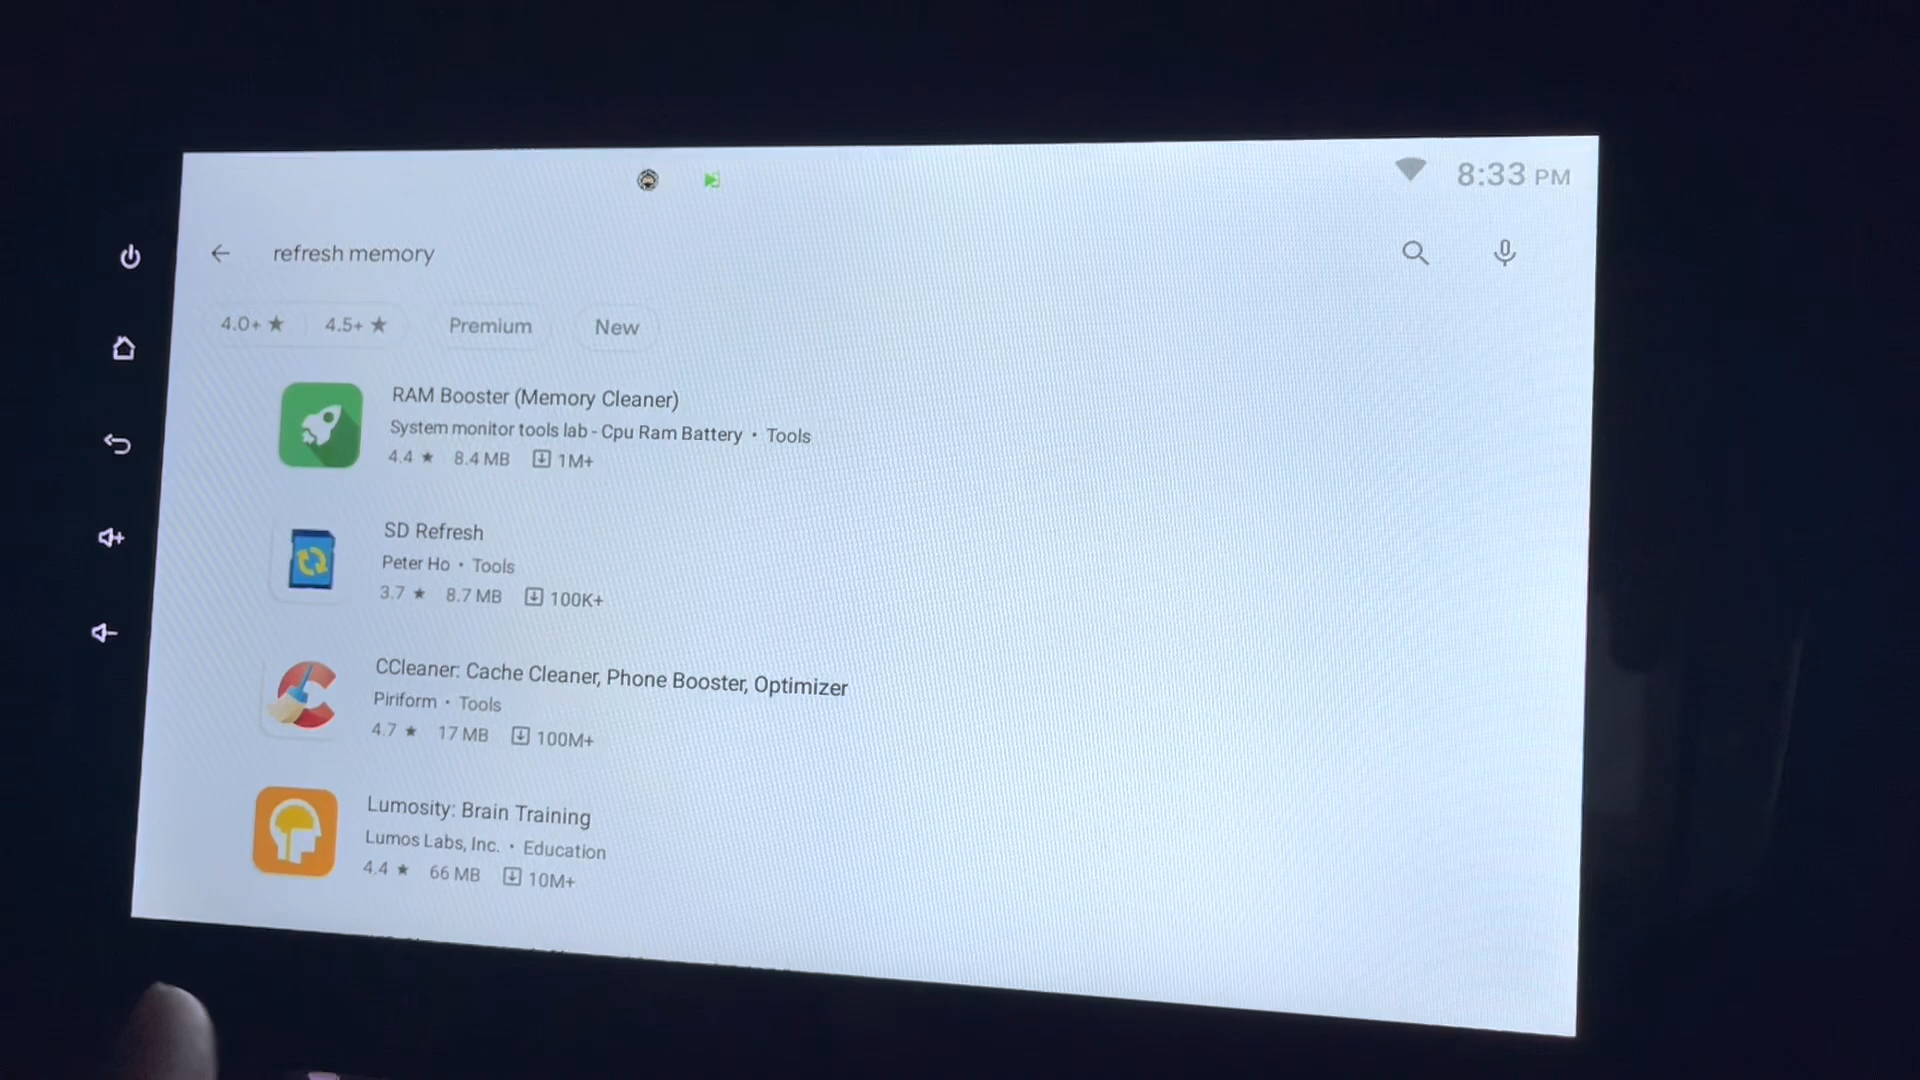 8:33 PM
refresh memory
4.0+ ★ 4.5+ ★ Premium New
RAM Booster (Memory Cleaner)
System monitor tools lab - Cpu Ram Battery • Tools
4.4 ★ 8.4 MB 1M+
SD Refresh
Peter Ho • Tools
3.7 ★ 8.7 MB 100K+
CCleaner: Cache Cleaner, Phone Booster, Optimizer
Piriform • Tools
4.7 ★ 17 MB 100M+
Lumosity: Brain Training
Lumos Labs, Inc. • Education
4.4 ★ 66 MB 10M+